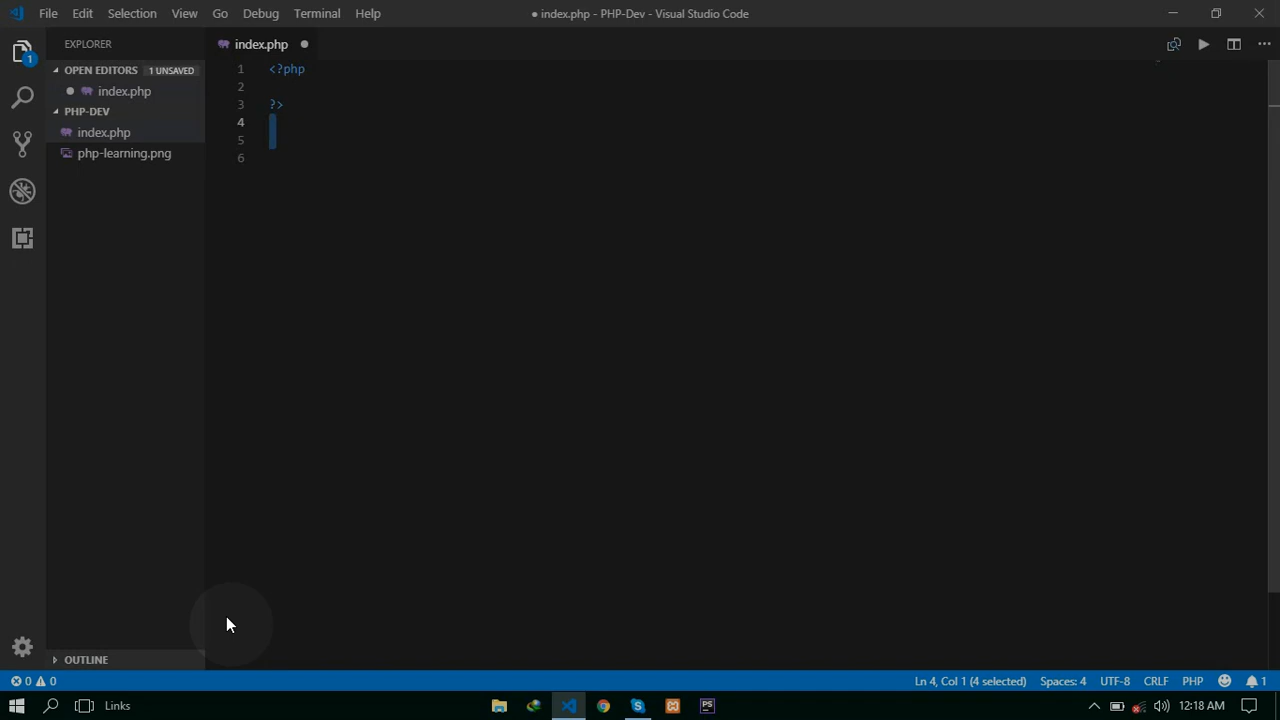 File Edit Selection View Go Debug Terminal Help ● index.php - PHP-Dev - Visual Studio Code
EXPLORER
index.php ●
OPEN EDITORS 1 UNSAVED
● index.php
PHP-DEV
index.php
php-learning.png
1 <?php
2
3 ?>
4
5
6
1
OUTLINE
0 0 Ln 4, Col 1 (4 selected) Spaces: 4 UTF-8 CRLF PHP 1
Links PS 12:18 AM